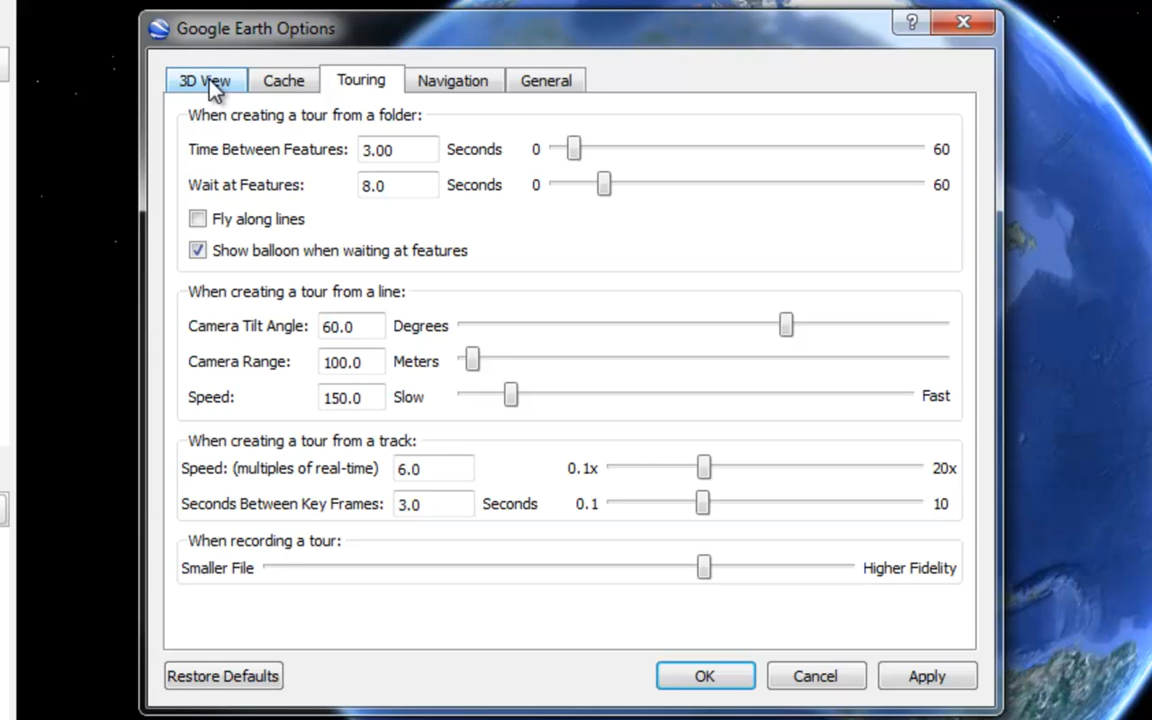 Google Earth Options
3D View Cache Touring Navigation General
When creating a tour from a folder:
Time Between Features: 3.00 Seconds 0 60
Wait at Features: 8.0 Seconds 0 60
Fly along lines
Show balloon when waiting at features
When creating a tour from a line:
Camera Tilt Angle: 60.0 Degrees
Camera Range: 100.0 Meters
Speed: 150.0 Slow Fast
When creating a tour from a track:
Speed: (multiples of real-time) 6.0 0.1x 20x
Seconds Between Key Frames: 3.0 Seconds 0.1 10
When recording a tour:
Smaller File Higher Fidelity
Restore Defaults OK Cancel Apply